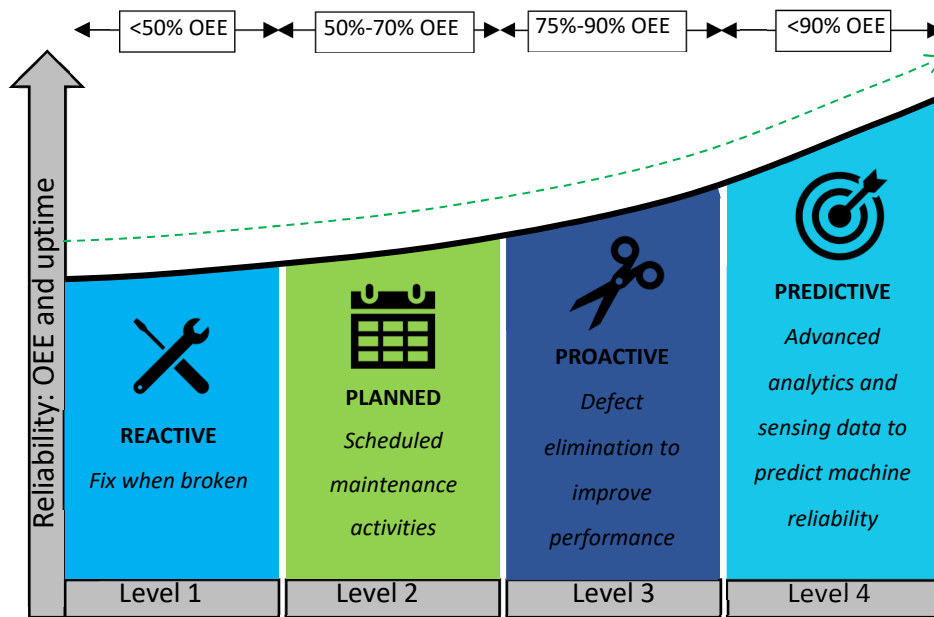 <50% OEE
50%-70% OEE
75%-90% OEE
<90% OEE
Reliability: OEE and uptime
REACTIVE
Fix when broken
PLANNED
Scheduled
maintenance
activities
PROACTIVE
Defect
elimination to
improve
performance
PREDICTIVE
Advanced
analytics and
sensing data to
predict machine
reliability
Level 1
Level 2
Level 3
Level 4